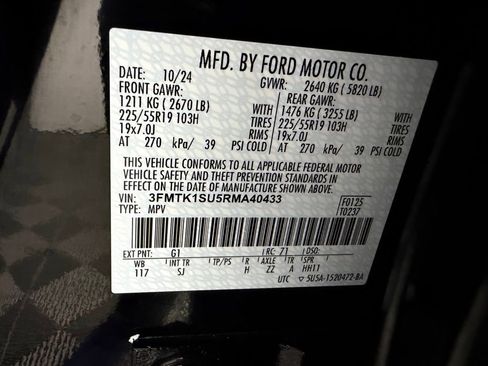 MFD. BY FORD MOTOR CO.
DATE: 10/24 GVWR: 2640 KG (5820 LB)
FRONT GAWR: REAR GAWR:
1211 KG (2670 LB) 1476 KG (3255 LB)
225/55R19 103H TIRES 225/55R19 103H TIRES
19x7.0J RIMS 19x7.0J RIMS
AT 270 kPa/ 39 PSI COLD AT 270 kPa/ 39 PSI COLD
THIS VEHICLE CONFORMS TO ALL APPLICABLE FEDERAL MOTOR
VEHICLE SAFETY AND THEFT PREVENTION STANDARDS IN
EFFECT ON THE DATE OF MANUFACTURE SHOWN ABOVE.
VIN: 3FMTK1SU5RMA40433 F0125
TYPE: MPV T0237
EXT PNT: G1 RC: 71 DSO:
WB INT TR TP/PS R AXLE TR SPR
117 SJ H ZZ A HH11
UTC 5U5A-1520472-BA